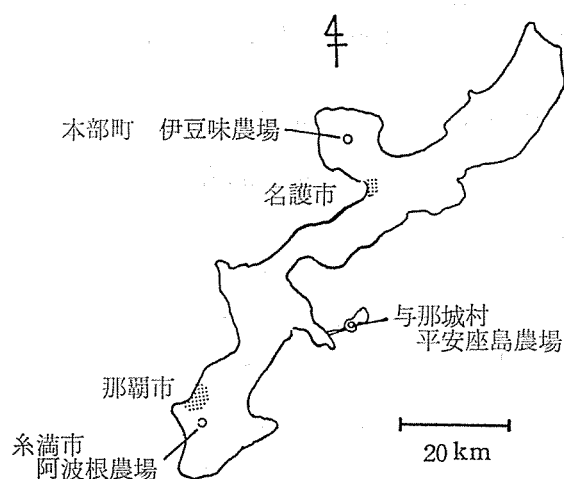 本部町 伊豆味農場
名護市
与那城村
平安座島農場
那覇市
糸満市
阿波根農場
20 km